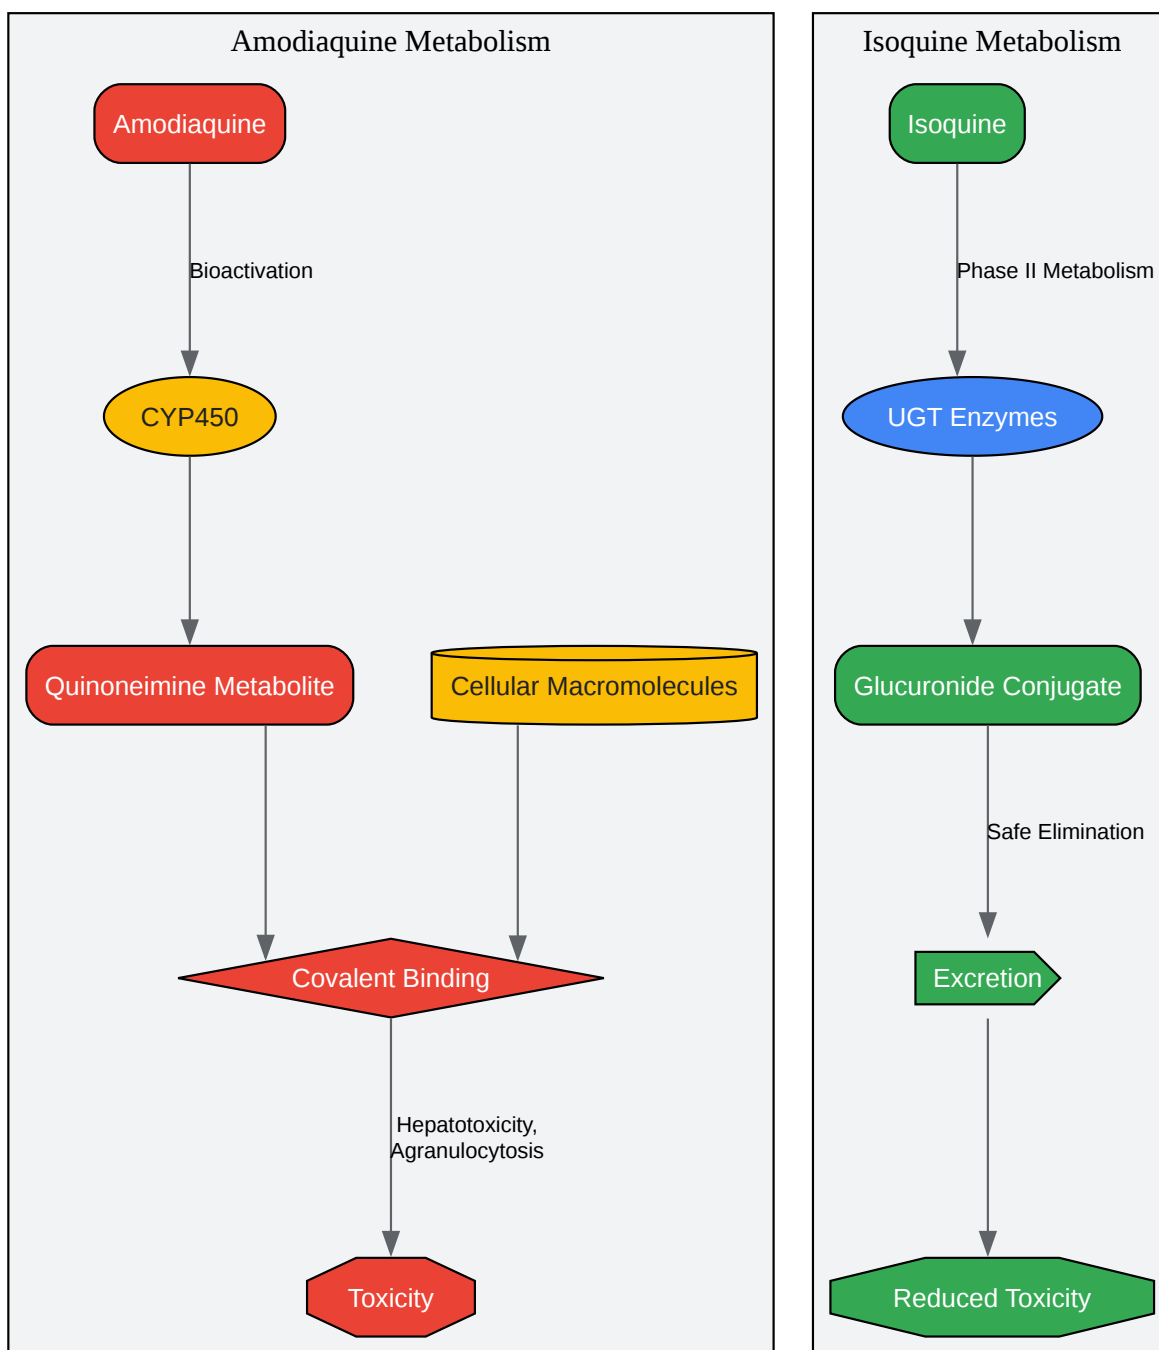 Amodiaquine Metabolism
Amodiaquine
Bioactivation
CYP450
Quinoneimine Metabolite
Cellular Macromolecules
Covalent Binding
Hepatotoxicity,
Agranulocytosis
Toxicity
Isoquine Metabolism
Isoquine
Phase II Metabolism
UGT Enzymes
Glucuronide Conjugate
Safe Elimination
Excretion
Reduced Toxicity